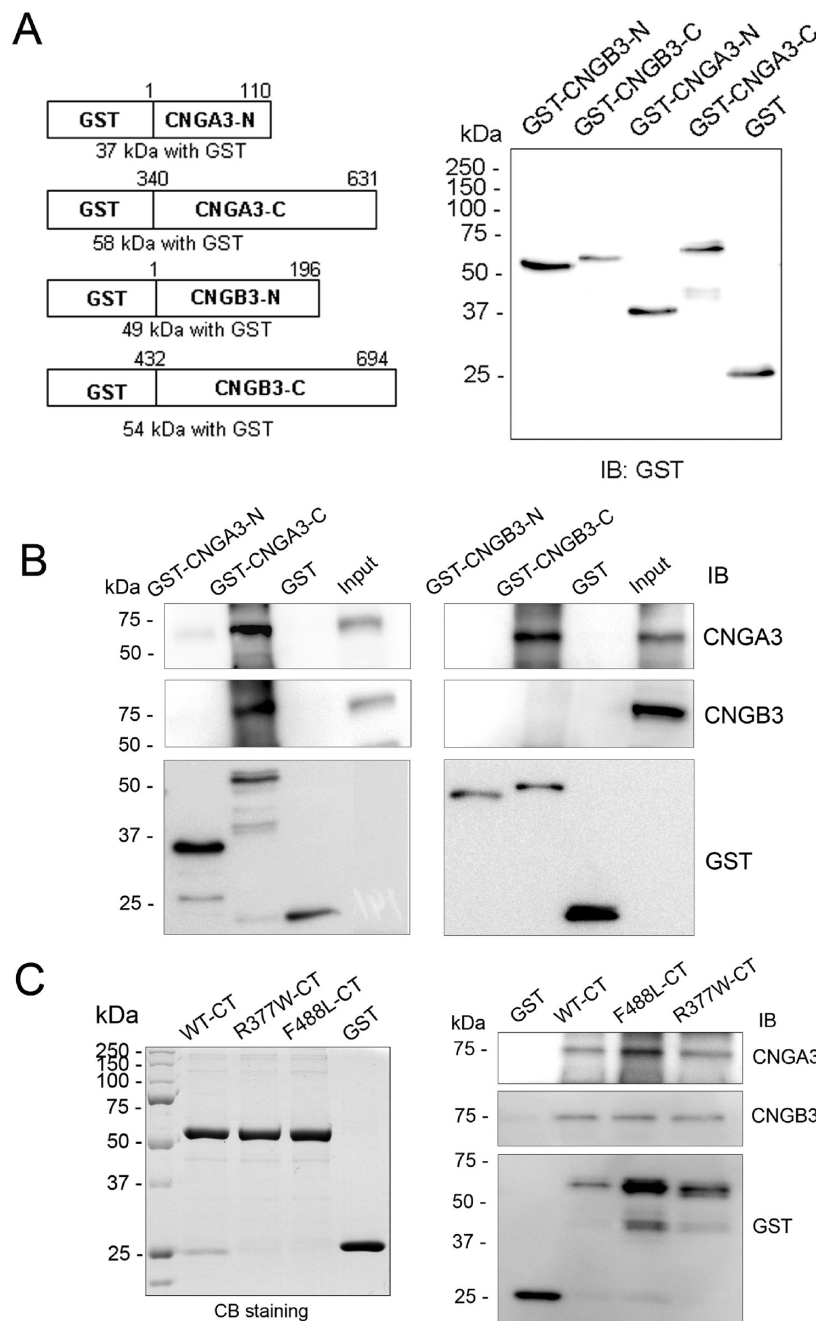 A
1 110
GST CNGA3-N
37 kDa with GST
340 631
GST CNGA3-C
58 kDa with GST
1 196
GST CNGB3-N
49 kDa with GST
432 694
GST CNGB3-C
54 kDa with GST
GST-CNGB3-N
GST-CNGB3-C
GST-CNGA3-N
GST-CNGA3-C
GST
kDa
250 -
150 -
100 -
75 -
50 -
37 -
25 -
IB: GST
B
GST-CNGA3-N
GST-CNGA3-C
GST
Input
kDa
75 -
50 -
75 -
50 -
50 -
37 -
25 -
GST-CNGB3-N
GST-CNGB3-C
GST
Input
IB
CNGA3
CNGB3
GST
C
kDa
WT-CT
R377W-CT
F488L-CT
GST
250 -
150 -
100 -
75 -
50 -
37 -
25 -
CB staining
GST
WT-CT
F488L-CT
R377W-CT
kDa
IB
75 -
CNGA3
75 -
CNGB3
75 -
50 -
37 -
25 -
GST